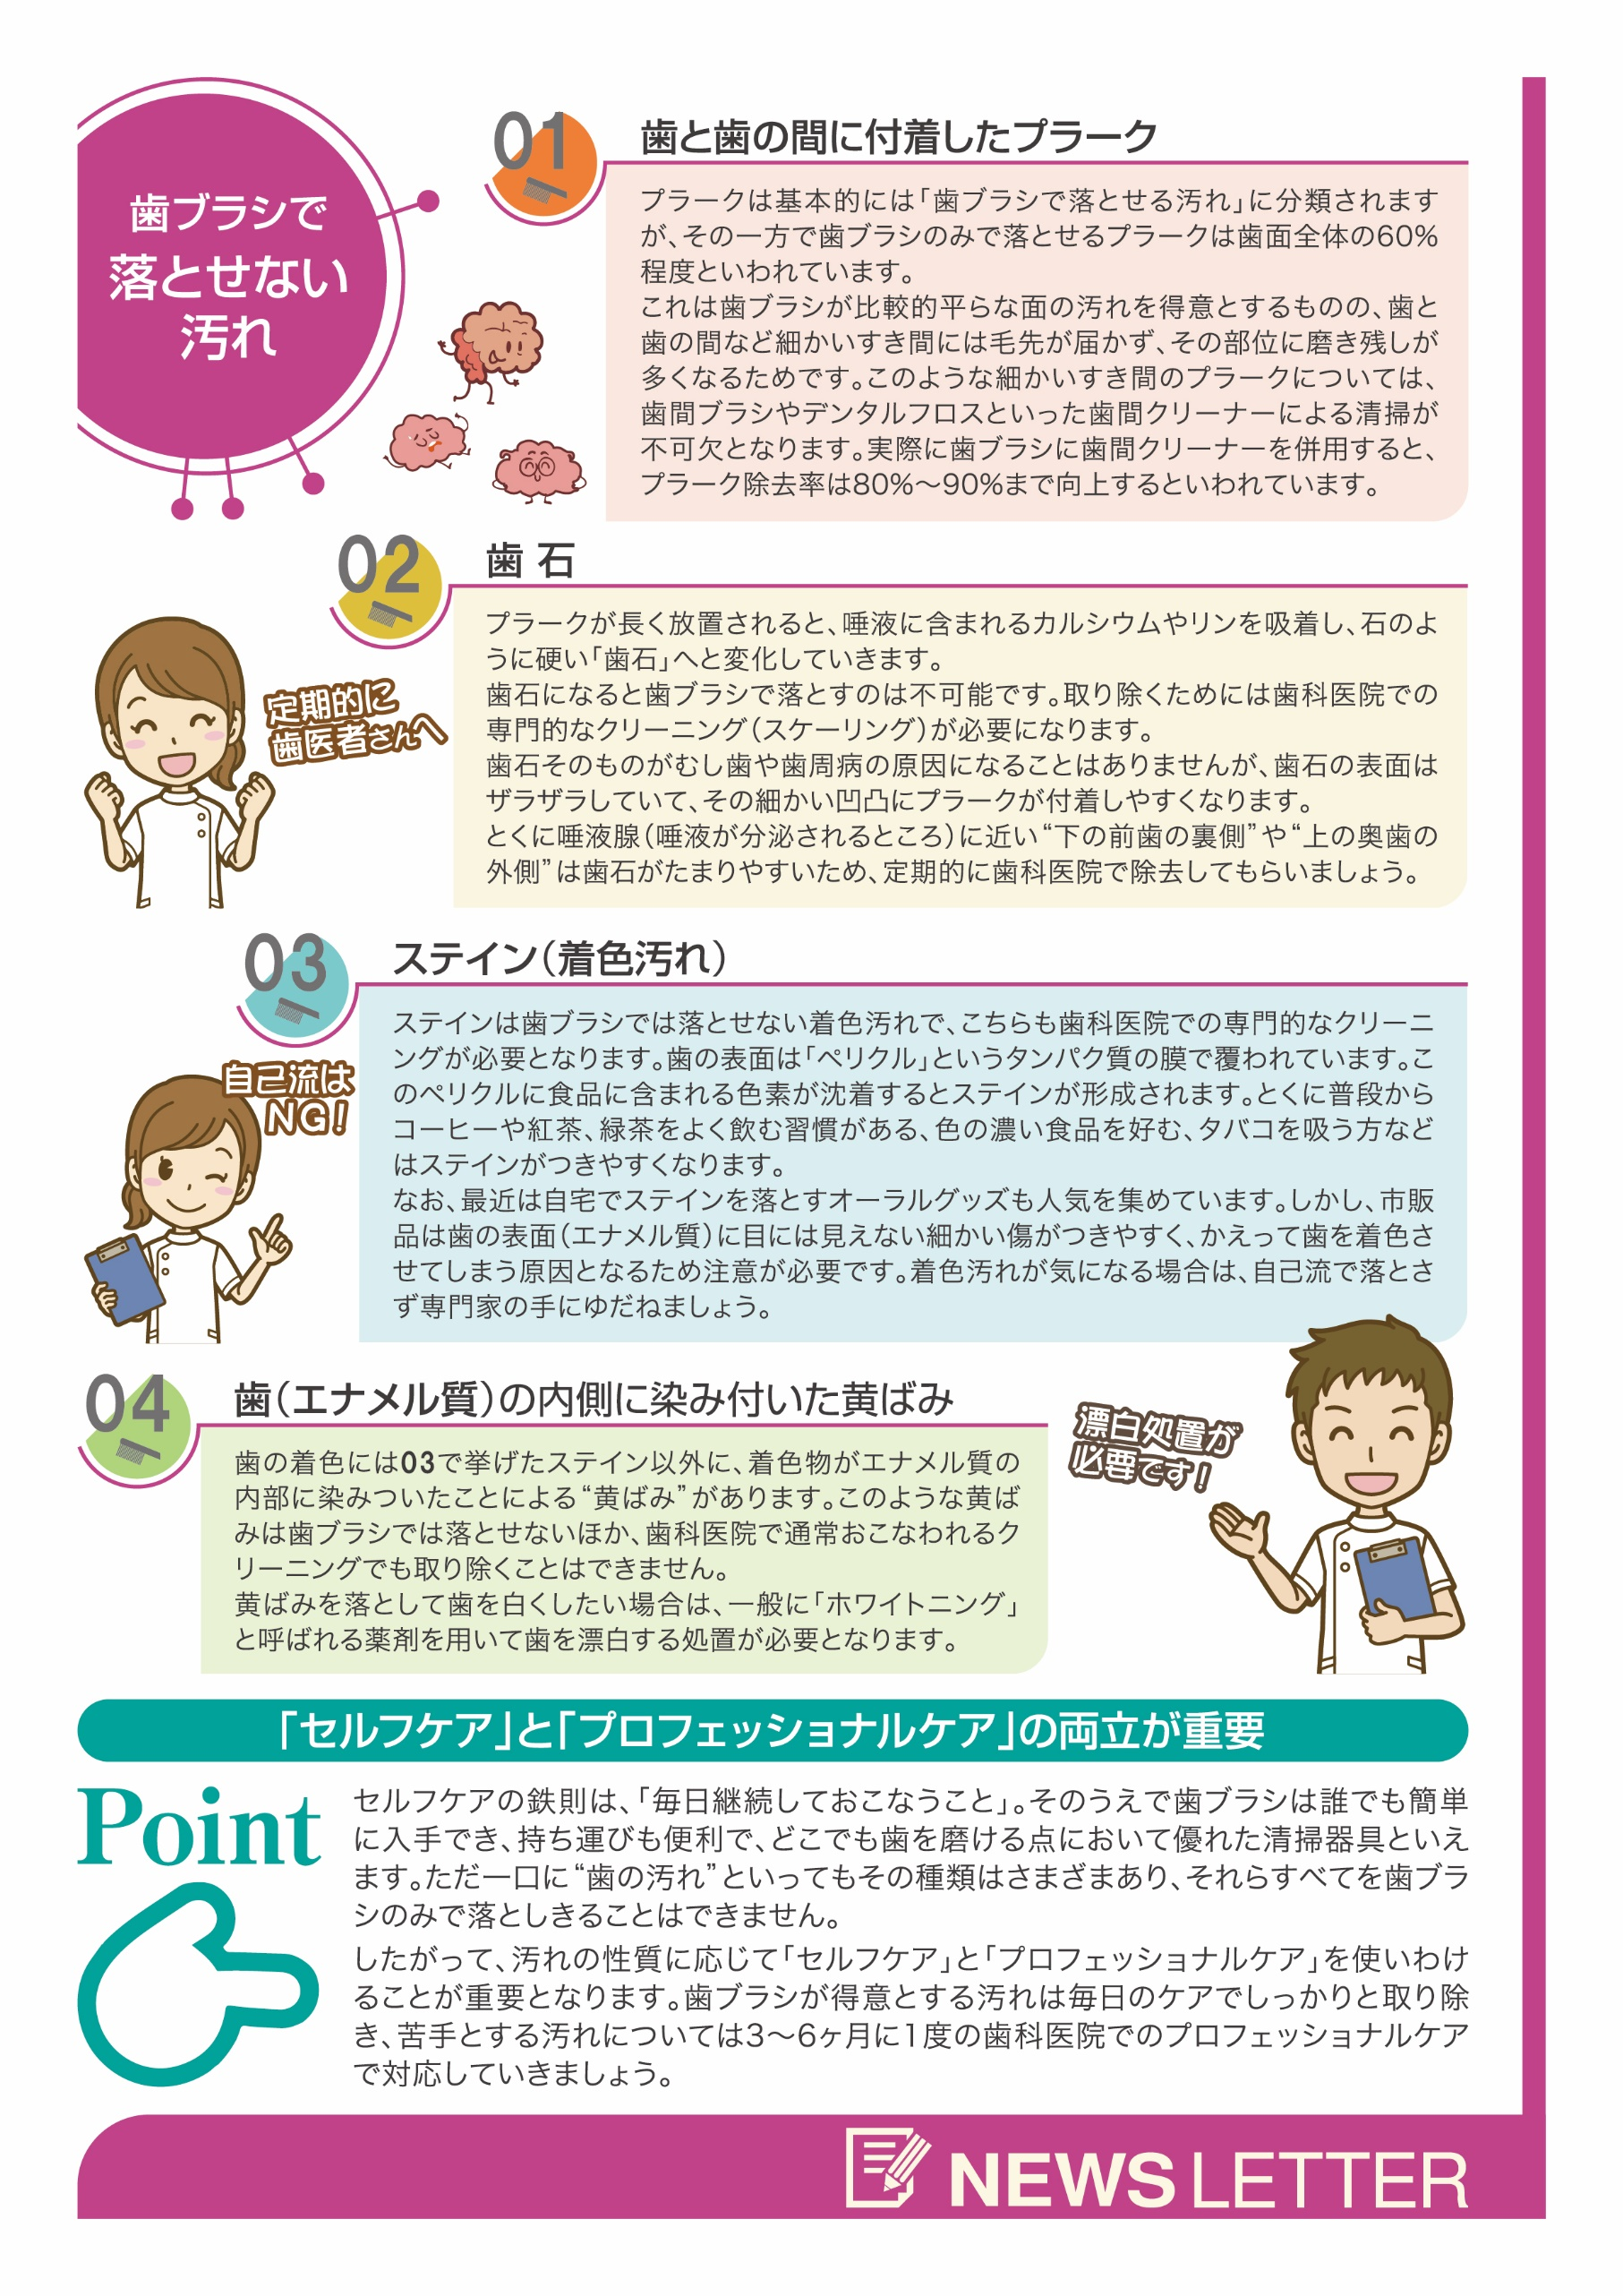 歯ブラシで
落とせない
汚れ
01
歯と歯の間に付着したプラーク
プラークは基本的には「歯ブラシで落とせる汚れ」に分類されます
が、その一方で歯ブラシのみで落とせるプラークは歯面全体の60%
程度といわれています。
これは歯ブラシが比較的平らな面の汚れを得意とするものの、歯と
歯の間など細かいすき間には毛先が届かず、その部位に磨き残しが
多くなるためです。このような細かいすき間のプラークについては、
歯間ブラシやデンタルフロスといった歯間クリーナーによる清掃が
不可欠となります。実際に歯ブラシに歯間クリーナーを併用すると、
プラーク除去率は80%～90%まで向上するといわれています。
02
歯 石
プラークが長く放置されると、唾液に含まれるカルシウムやリンを吸着し、石のよ
うに硬い「歯石」へと変化していきます。
歯石になると歯ブラシで落とすのは不可能です。取り除くためには歯科医院での
専門的なクリーニング（スケーリング）が必要になります。
歯石そのものがむし歯や歯周病の原因になることはありませんが、歯石の表面は
ザラザラしていて、その細かい凹凸にプラークが付着しやすくなります。
とくに唾液腺（唾液が分泌されるところ）に近い“下の前歯の裏側”や“上の奥歯の
外側”は歯石がたまりやすいため、定期的に歯科医院で除去してもらいましょう。
定期的に
歯医者さんへ
03
ステイン（着色汚れ）
ステインは歯ブラシでは落とせない着色汚れで、こちらも歯科医院での専門的なクリーニ
ングが必要となります。歯の表面は「ペリクル」というタンパク質の膜で覆われています。こ
のペリクルに食品に含まれる色素が沈着するとステインが形成されます。とくに普段から
コーヒーや紅茶、緑茶をよく飲む習慣がある、色の濃い食品を好む、タバコを吸う方など
はステインがつきやすくなります。
なお、最近は自宅でステインを落とすオーラルグッズも人気を集めています。しかし、市販
品は歯の表面（エナメル質）に目には見えない細かい傷がつきやすく、かえって歯を着色さ
せてしまう原因となるため注意が必要です。着色汚れが気になる場合は、自己流で落とさ
ず専門家の手にゆだねましょう。
自己流は
NG！
04
歯（エナメル質）の内側に染み付いた黄ばみ
歯の着色には03で挙げたステイン以外に、着色物がエナメル質の
内部に染みついたことによる“黄ばみ”があります。このような黄ば
みは歯ブラシでは落とせないほか、歯科医院で通常おこなわれるク
リーニングでも取り除くことはできません。
黄ばみを落として歯を白くしたい場合は、一般に「ホワイトニング」
と呼ばれる薬剤を用いて歯を漂白する処置が必要となります。
漂白処置が
必要です！
「セルフケア」と「プロフェッショナルケア」の両立が重要
Point
セルフケアの鉄則は、「毎日継続しておこなうこと」。そのうえで歯ブラシは誰でも簡単
に入手でき、持ち運びも便利で、どこでも歯を磨ける点において優れた清掃器具といえ
ます。ただ一口に“歯の汚れ”といってもその種類はさまざまあり、それらすべてを歯ブラ
シのみで落としきることはできません。
したがって、汚れの性質に応じて「セルフケア」と「プロフェッショナルケア」を使いわけ
ることが重要となります。歯ブラシが得意とする汚れは毎日のケアでしっかりと取り除
き、苦手とする汚れについては3～6ヶ月に1度の歯科医院でのプロフェッショナルケア
で対応していきましょう。
NEWS LETTER